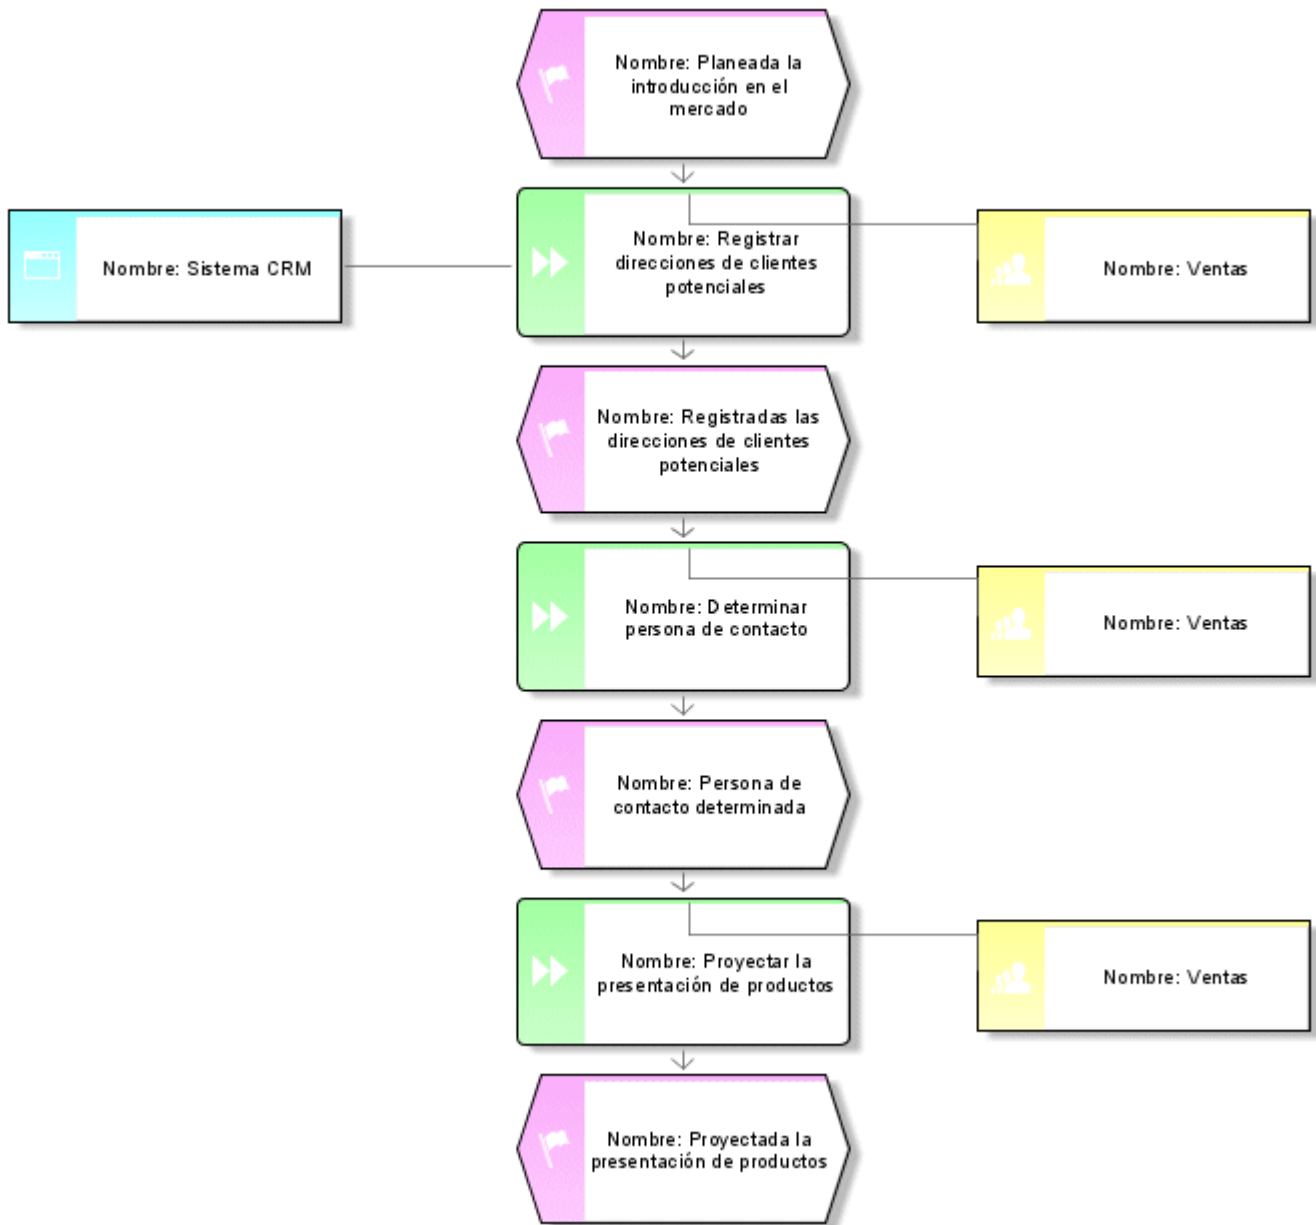 Nombre: Planeada la
introducción en el
mercado
Nombre: Sistema CRM
Nombre: Registrar
direcciones de clientes
potenciales
Nombre: Ventas
Nombre: Registradas las
direcciones de clientes
potenciales
Nombre: Determinar
persona de contacto
Nombre: Ventas
Nombre: Persona de
contacto determinada
Nombre: Proyectar la
presentación de productos
Nombre: Ventas
Nombre: Proyectada la
presentación de productos